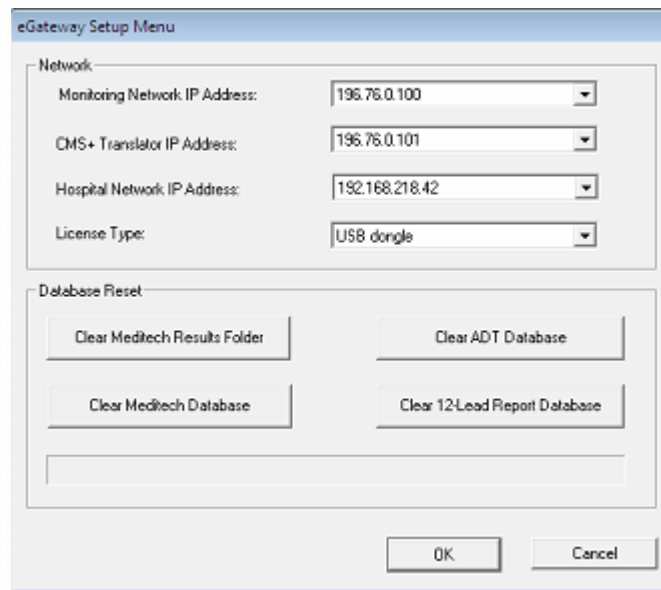 eGateway Setup Menu
Network
Monitoring Network IP Address: 196.76.0.100
CMS+ Translator IP Address: 196.76.0.101
Hospital Network IP Address: 192.168.218.42
License Type: USB dongle
Database Reset
Clear Meditech Results Folder Clear ADT Database
Clear Meditech Database Clear 12-Lead Report Database
OK Cancel